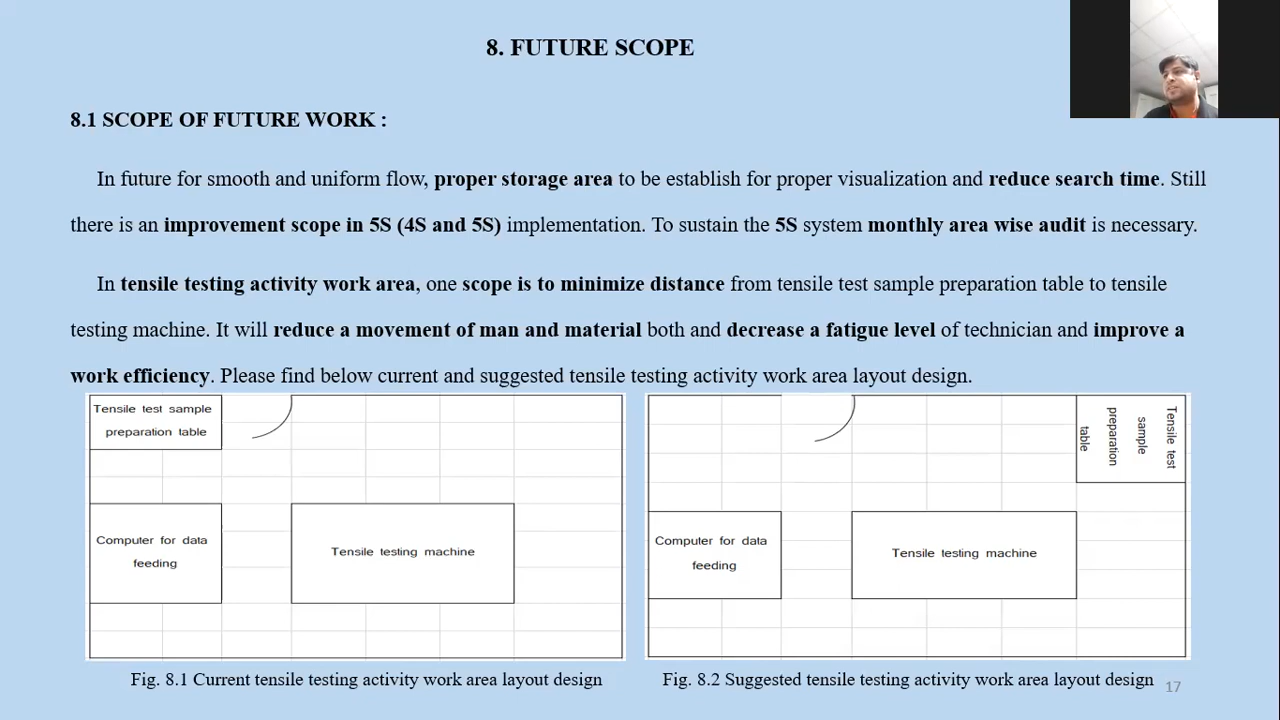 8. FUTURE SCOPE
8.1 SCOPE OF FUTURE WORK :
In future for smooth and uniform flow, proper storage area to be establish for proper visualization and reduce search time. Still
there is an improvement scope in 5S (4S and 5S) implementation. To sustain the 5S system monthly area wise audit is necessary.
In tensile testing activity work area, one scope is to minimize distance from tensile test sample preparation table to tensile
testing machine. It will reduce a movement of man and material both and decrease a fatigue level of technician and improve a
work efficiency. Please find below current and suggested tensile testing activity work area layout design.
Tensile test sample
preparation table
Computer for data
feeding
Tensile testing machine
Fig. 8.1 Current tensile testing activity work area layout design
Tensile test
sample
preparation
table
Computer for data
feeding
Tensile testing machine
Fig. 8.2 Suggested tensile testing activity work area layout design
17